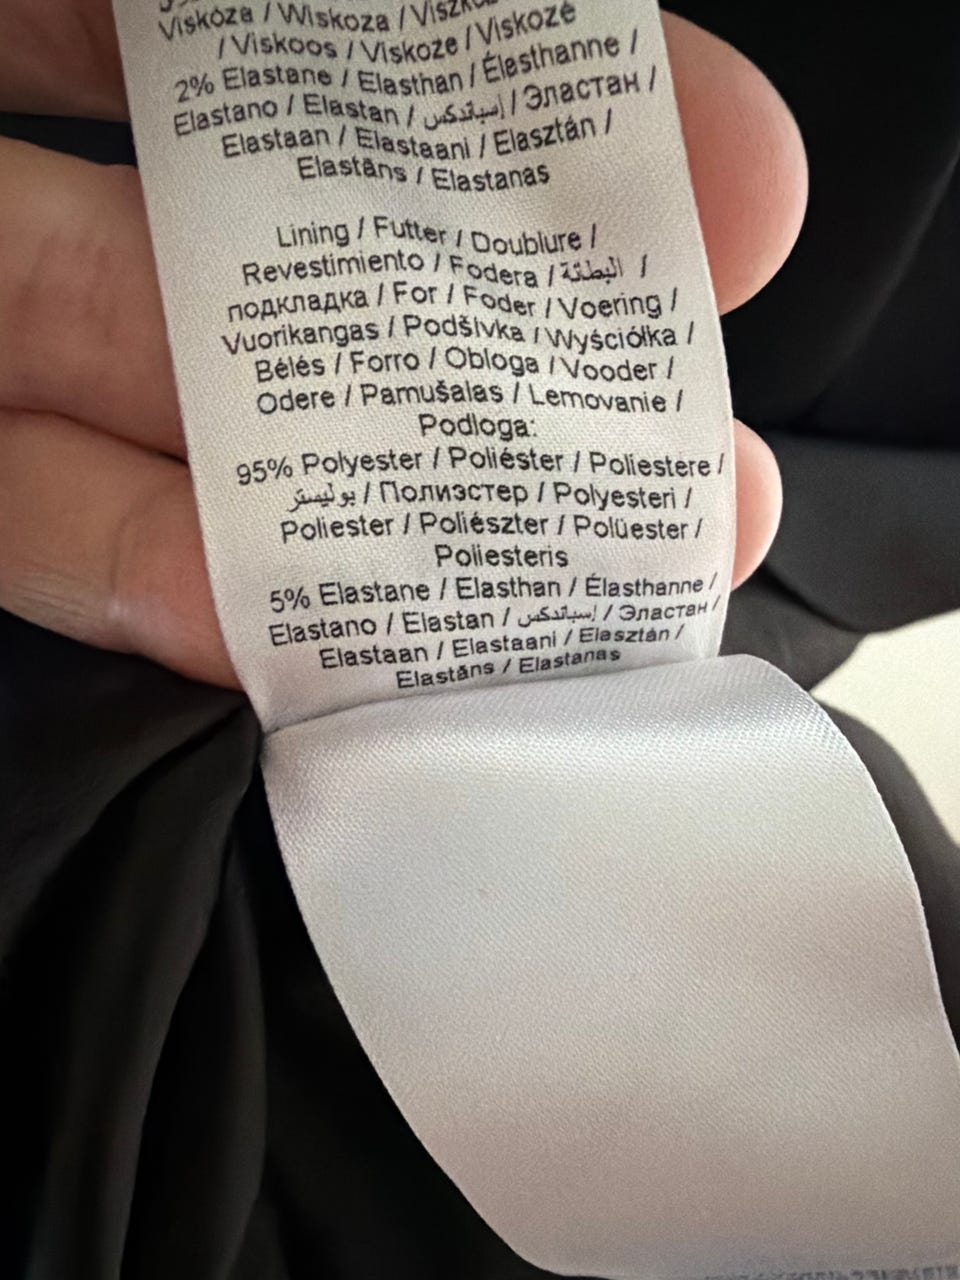 Viskóza / Wiskoza /
/ Viskoos / Viskoze / Viskozė
2% Elastane / Elasthan / Élasthanne /
Elastano / Elastan / إسباندكس / Эластан /
Elastaan / Elastaani / Elasztán /
Elastāns / Elastanas
Lining / Futter / Doublure /
Revestimiento / Fodera / البطانة /
подкладка / For / Foder / Voering /
Vuorikangas / Podšívka / Wyściółka /
Bélés / Forro / Obloga / Vooder /
Odere / Pamušalas / Lemovanie /
Podloga:
95% Polyester / Poliéster / Poliestere /
بوليستر / Полиэстер / Polyesteri /
Poliester / Poliészter / Polüester /
Poliesteris
5% Elastane / Elasthan / Élasthanne /
Elastano / Elastan / إسباندكس / Эластан /
Elastaan / Elastaani / Elasztán /
Elastāns / Elastanas